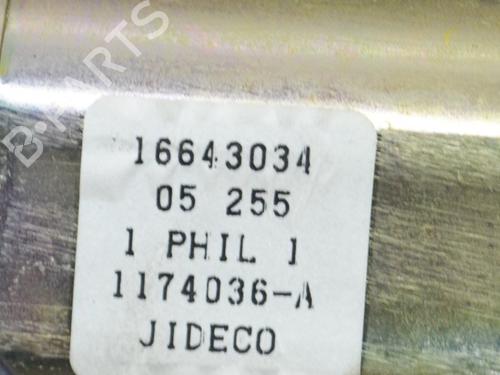 B-PARTS
16643034
05 255
1 PHIL 1
1174036-A
JIDECO